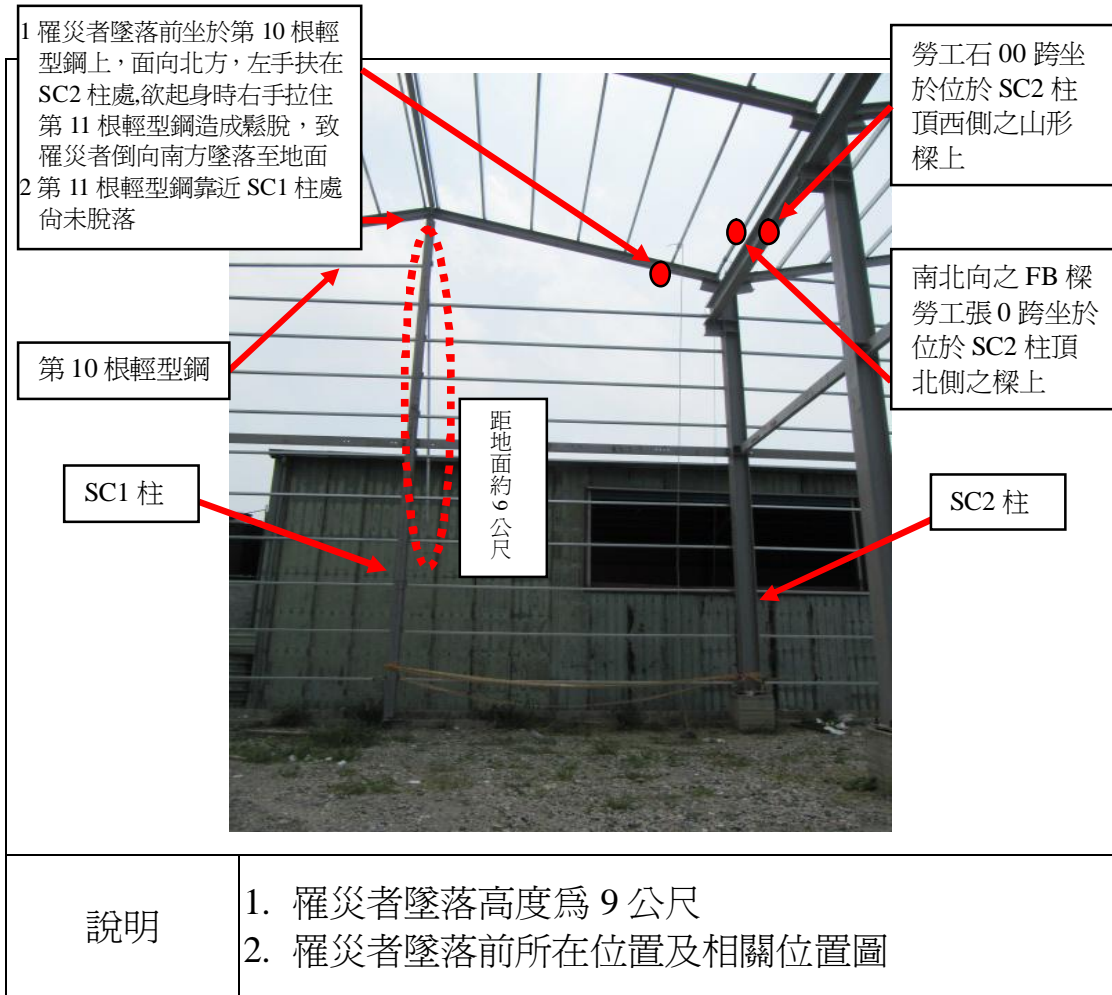 1 罹災者墜落前坐於第 10 根輕
型鋼上，面向北方，左手扶在
SC2 柱處,欲起身時右手拉住
第 11 根輕型鋼造成鬆脫，致
罹災者倒向南方墜落至地面
2 第 11 根輕型鋼靠近 SC1 柱處
尚未脫落
勞工石 00 跨坐
於位於 SC2 柱
頂西側之山形
樑上
南北向之 FB 樑
勞工張 0 跨坐於
位於 SC2 柱頂
北側之樑上
第 10 根輕型鋼
距地面約 9 公尺
SC1 柱
SC2 柱
說明
1. 罹災者墜落高度為 9 公尺
2. 罹災者墜落前所在位置及相關位置圖